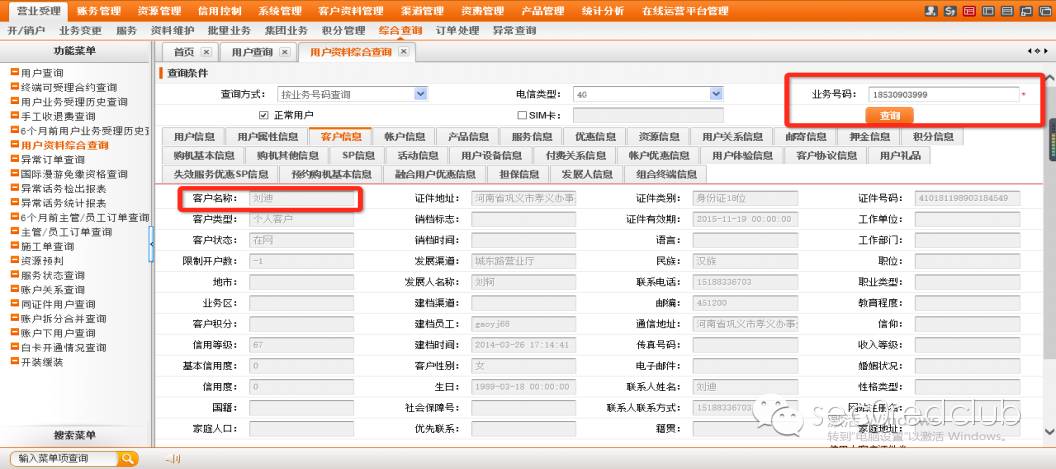 营业受理 账务管理 资源管理 信用控制 系统管理 客户资料管理 渠道管理 资费管理 产品管理 统计分析 在线运营平台管理
开/销户 业务变更 服务 资料维护 批量业务 集团业务 积分管理 综合查询 订单处理 异常查询
功能菜单
首页 用户查询 用户资料综合查询
用户查询
终端可受理合约查询
用户业务受理历史查询
手工收退费查询
6个月前用户业务受理历史查
用户资料综合查询
异常订单查询
国际漫游免缴资格查询
异常话务检出报表
异常话务统计报表
6个月前主管/员工订单查询
主管/员工订单查询
施工单查询
资源预判
服务状态查询
账户关系查询
同证件用户查询
账户拆分合并查询
账户下用户查询
白卡开通情况查询
开装缓装
搜索菜单
输入菜单项查询
查询条件
查询方式: 按业务号码查询 电信类型: 4G 业务号码: 18530903999 *
正常用户 SIM卡: 查询
用户信息 用户属性信息 客户信息 帐户信息 产品信息 服务信息 优惠信息 资源信息 用户关系信息 邮寄信息 押金信息 积分信息
购机基本信息 购机其他信息 SP信息 活动信息 用户设备信息 付费关系信息 帐户优惠信息 用户体验信息 客户协议信息 用户礼品
失效服务优惠SP信息 预约购机基本信息 融合用户优惠信息 担保信息 发展人信息 组合终端信息
客户名称: 刘迪 证件地址: 河南省巩义市孝义办事 证件类别: 身份证18位 证件号码: 410181198903184549
客户类型: 个人客户 销档标志: 证件有效期: 2015-11-19 00:00:00 工作单位:
客户状态: 在网 销档时间: 语言: 工作部门:
限制开户数: -1 发展渠道: 城东路营业厅 民族: 汉族 职位:
地市: 发展人名称: 刘轲 联系电话: 15188336703 职业类型:
业务区: 建档渠道: 邮编: 451200 教育程度:
客户积分: 建档员工: gaoyj68 通信地址: 河南省巩义市孝义办事 信仰:
信用等级: 67 建档时间: 2014-03-26 17:14:41 传真号码: 收入等级:
基本信用度: 0 客户性别: 女 电子邮件: 婚姻状况:
信用度: 0 生日: 1989-03-18 00:00:00 联系人姓名: 刘迪 性格类型:
国籍: 社会保障号: 联系人联系方式: 15188336703
家庭人口: 优先联系: 籍贯: 家庭地址:
激活 Windows
转到"电脑设置"以激活 Windows。